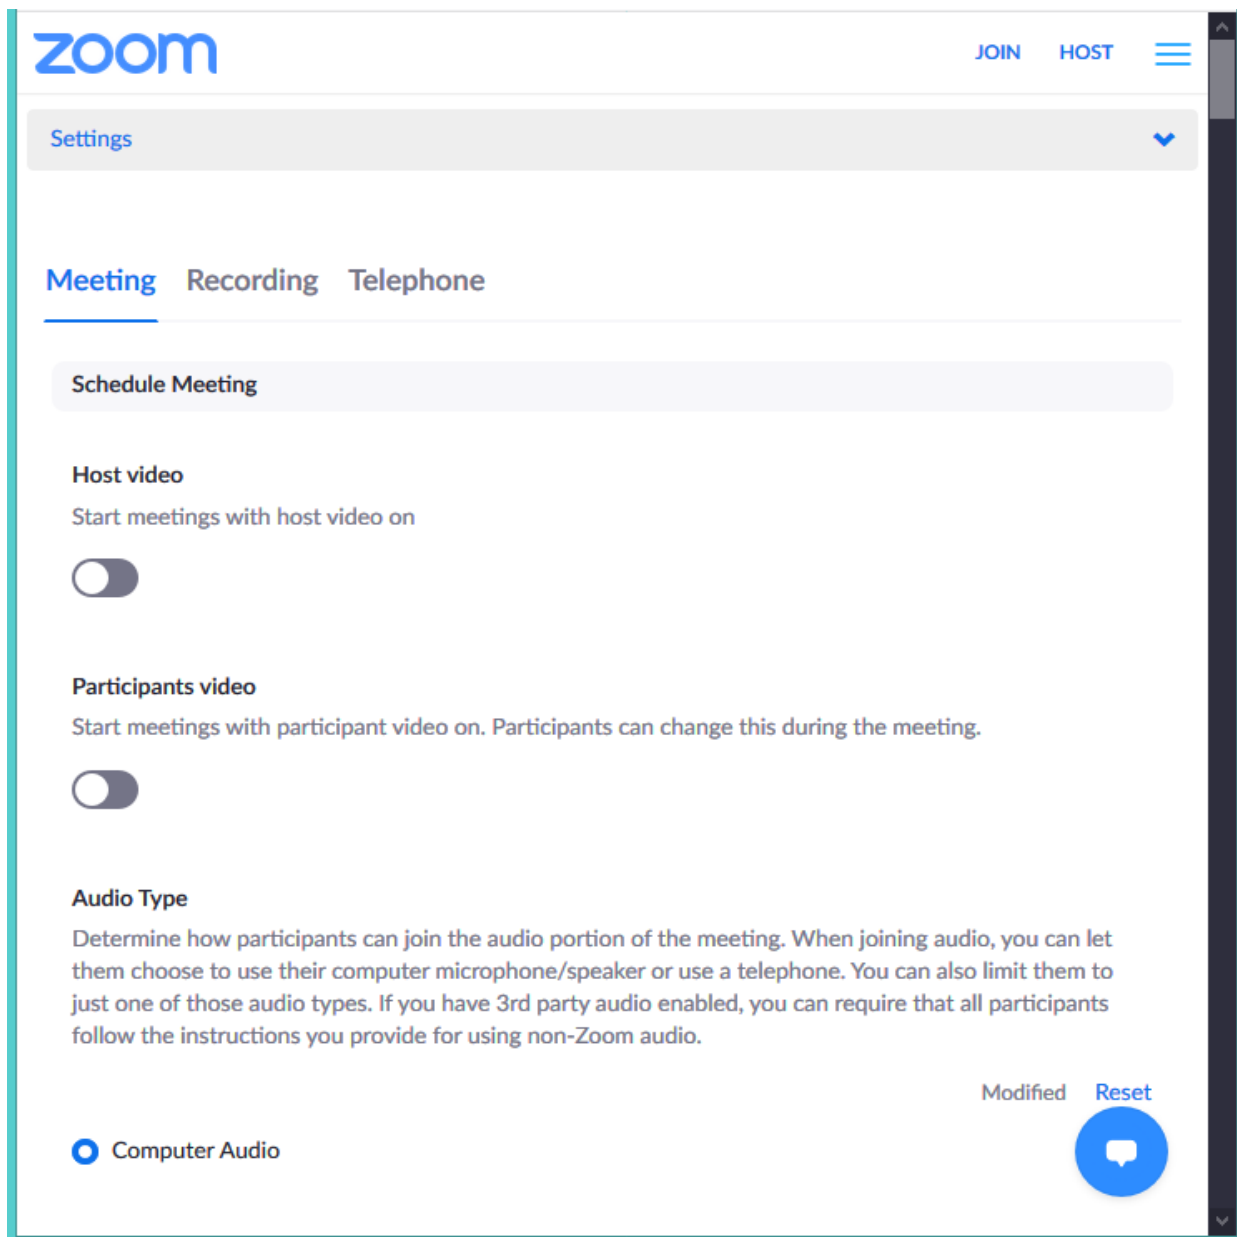 zoom
JOIN HOST
Settings
Meeting Recording Telephone
Schedule Meeting
Host video
Start meetings with host video on
Participants video
Start meetings with participant video on. Participants can change this during the meeting.
Audio Type
Determine how participants can join the audio portion of the meeting. When joining audio, you can let
them choose to use their computer microphone/speaker or use a telephone. You can also limit them to
just one of those audio types. If you have 3rd party audio enabled, you can require that all participants
follow the instructions you provide for using non-Zoom audio.
Modified Reset
Computer Audio